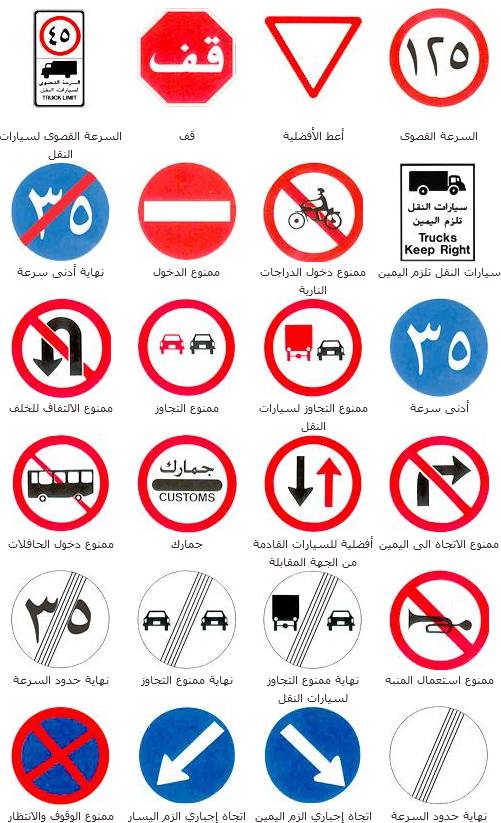 ١٢٥
السرعة القصوى
أعط الأفضلية
قف
قف
٤٥
السرعة القصوى
لسيارات النقل
TRUCK LIMIT
السرعة القصوى لسيارات
النقل
سيارات النقل
تلزم اليمين
Trucks
Keep Right
سيارات النقل تلزم اليمين
ممنوع دخول الدراجات
النارية
ممنوع الدخول
٣٥
نهاية أدنى سرعة
٣٥
أدنى سرعة
ممنوع التجاوز لسيارات
النقل
ممنوع التجاوز
ممنوع الالتفاف للخلف
ممنوع الاتجاه الى اليمين
أفضلية للسيارات القادمة
من الجهة المقابلة
جمارك
CUSTOMS
جمارك
ممنوع دخول الحافلات
ممنوع استعمال المنبه
نهاية ممنوع التجاوز
لسيارات النقل
نهاية ممنوع التجاوز
٣٥
نهاية حدود السرعة
نهاية حدود السرعة
اتجاه إجباري الزم اليمين
اتجاه إجباري الزم اليسار
ممنوع الوقوف والانتظار